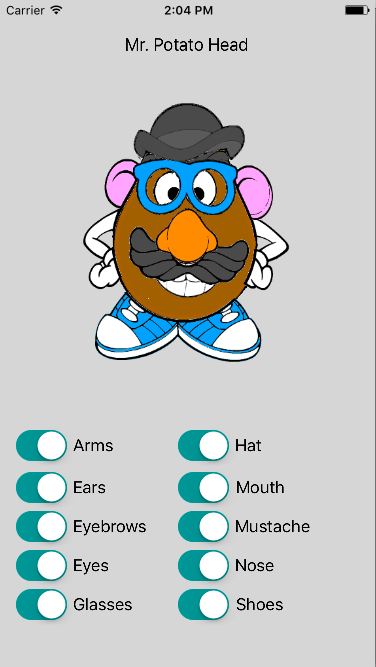 Carrier 2:04 PM
Mr. Potato Head
Arms Hat
Ears Mouth
Eyebrows Mustache
Eyes Nose
Glasses Shoes